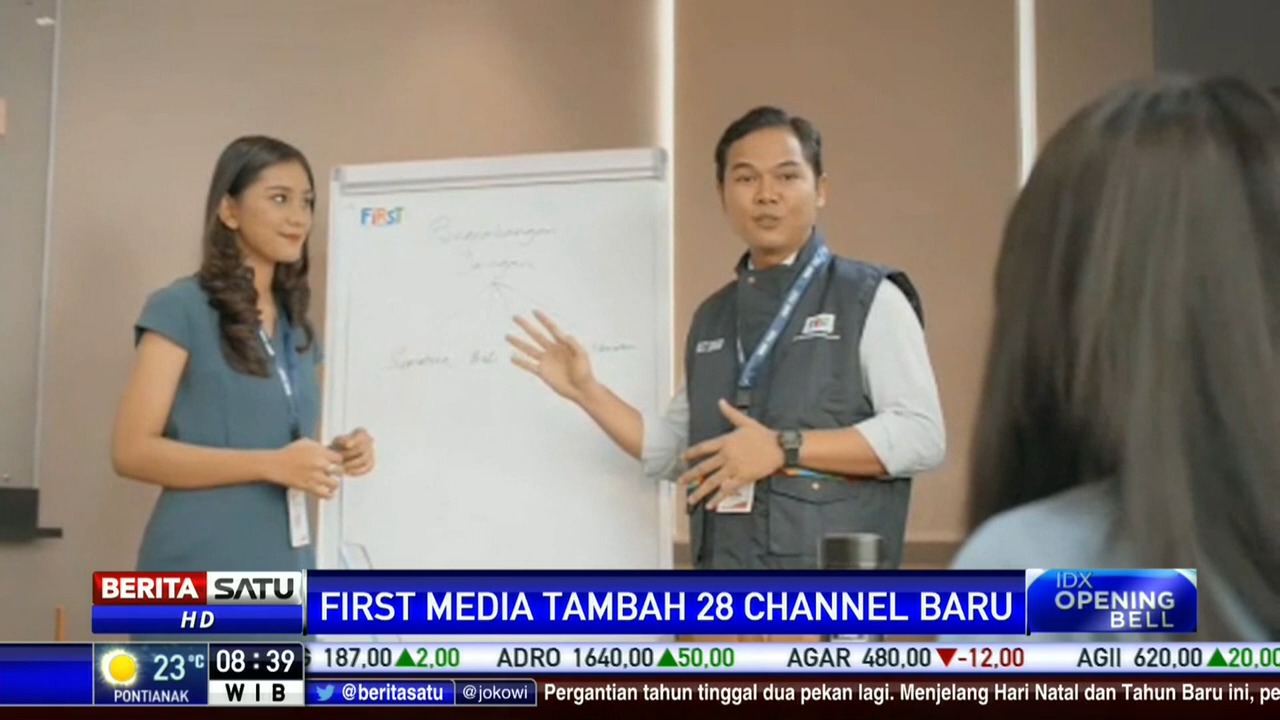 FiRST
BERITA SATU
HD
FIRST MEDIA TAMBAH 28 CHANNEL BARU
IDX
OPENING
BELL
23°C
PONTIANAK
08:39
WIB
187,00 ▲2,00 ADRO 1640,00 ▲50,00 AGAR 480,00 ▼-12,00 AGII 620,00 ▲20,00
@beritasatu @jokowi Pergantian tahun tinggal dua pekan lagi. Menjelang Hari Natal dan Tahun Baru ini, pe